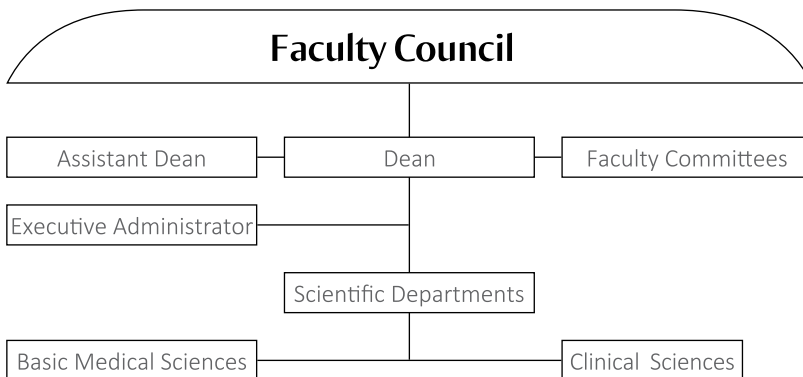 Faculty Council
Assistant Dean
Dean
Faculty Committees
Executive Administrator
Scientific Departments
Basic Medical Sciences
Clinical Sciences